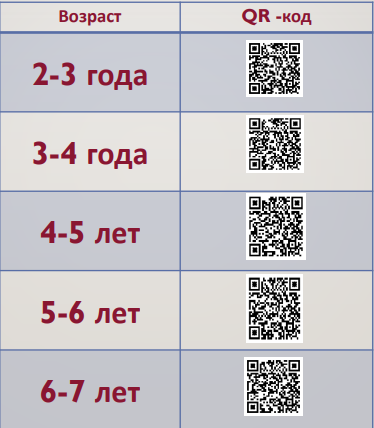 Возраст QR -код
2-3 года
3-4 года
4-5 лет
5-6 лет
6-7 лет